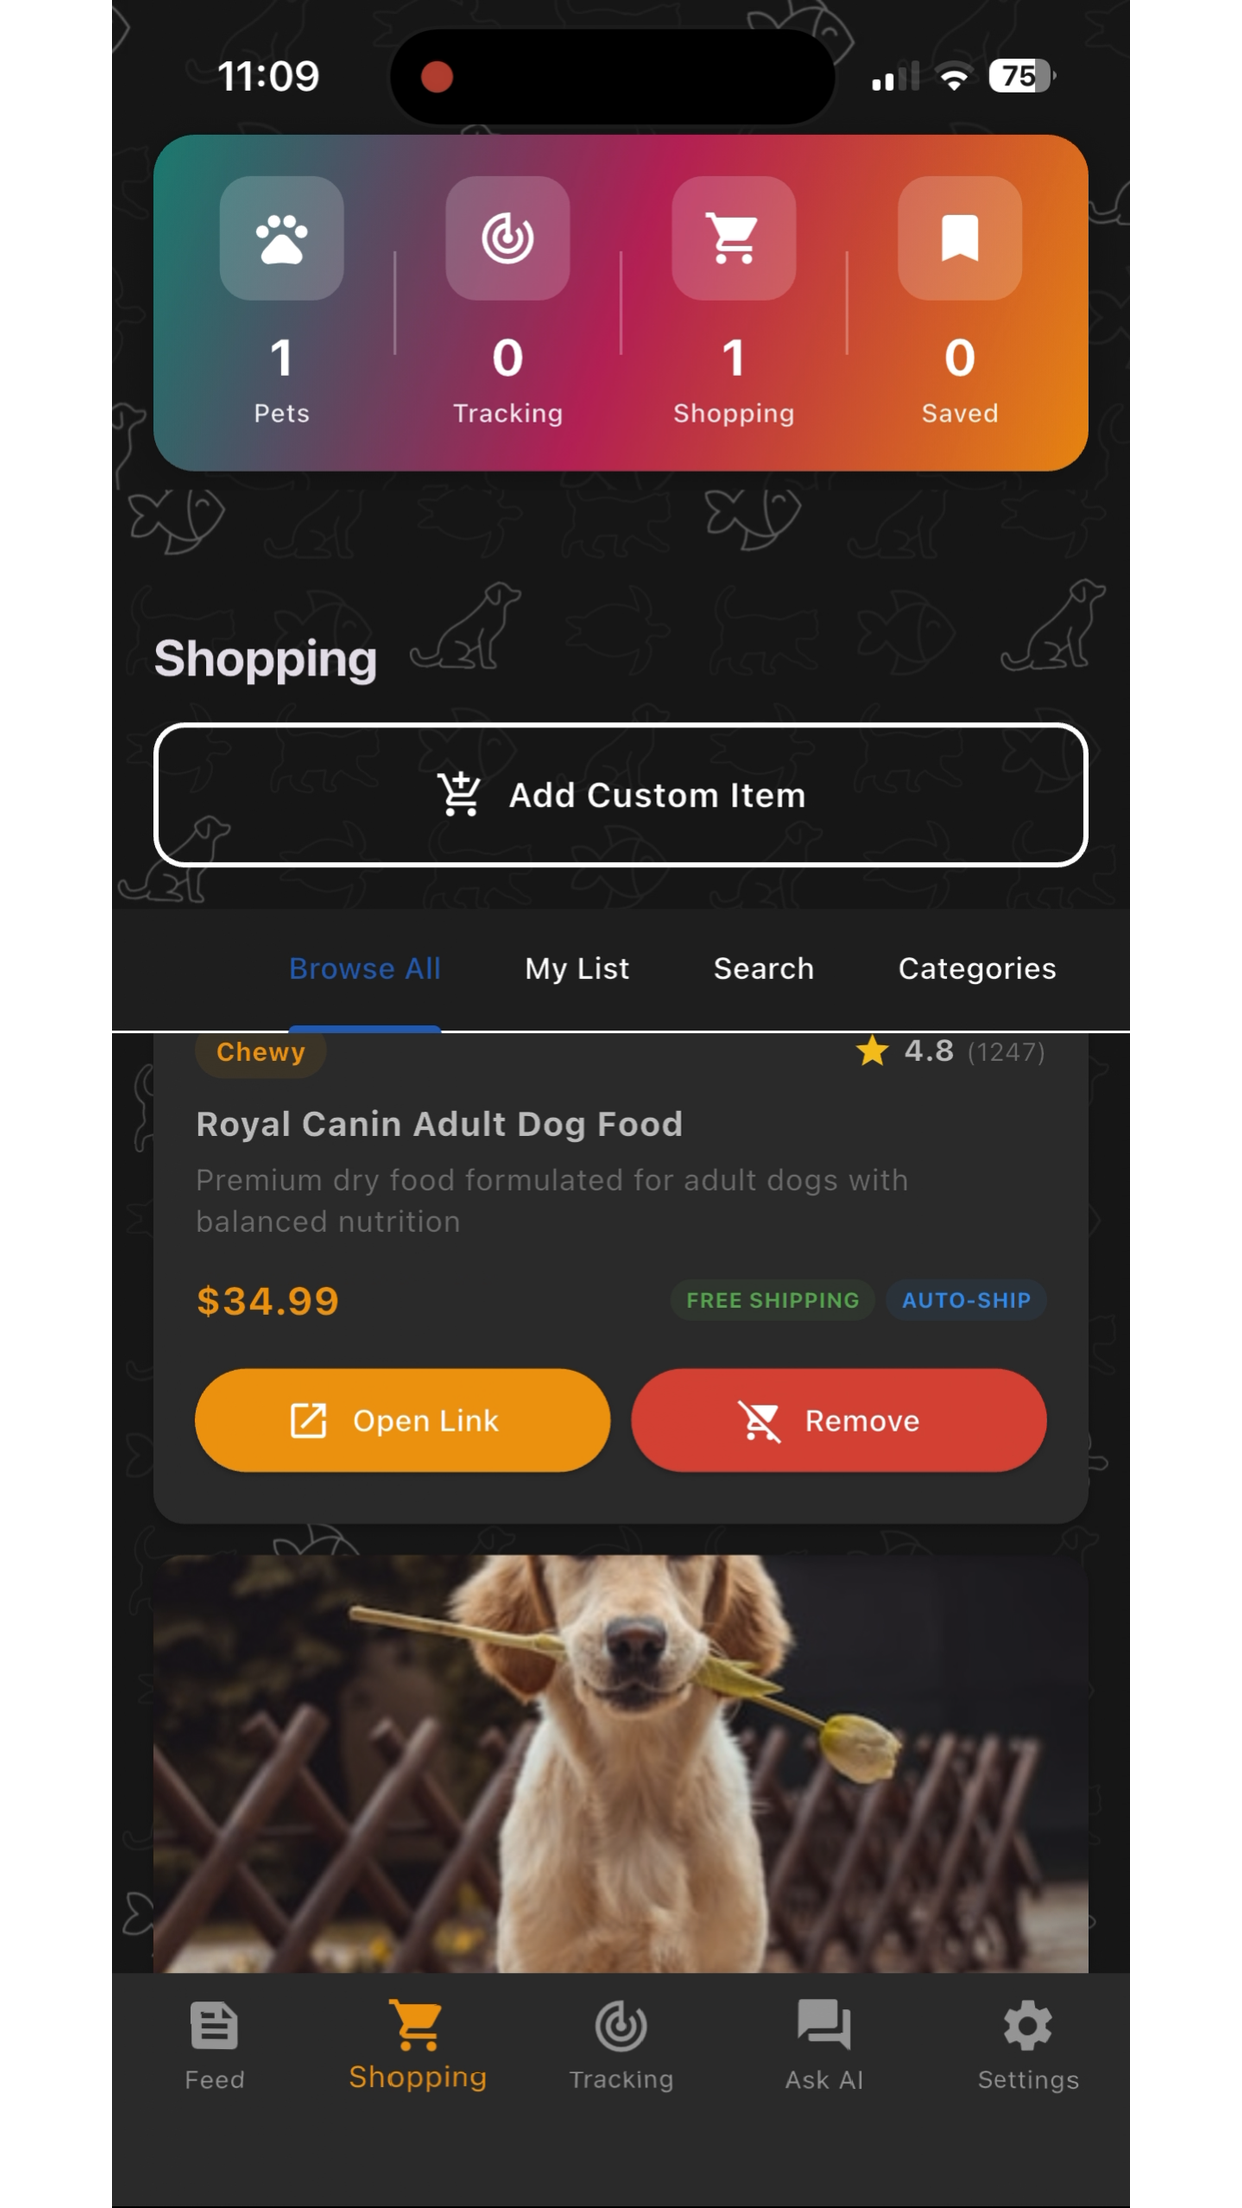 11:09
75
1
0
1
0
Pets
Tracking
Shopping
Saved
Shopping
Add Custom Item
Browse All
My List
Search
Categories
Chewy
4.8 (1247)
Royal Canin Adult Dog Food
Premium dry food formulated for adult dogs with
balanced nutrition
$34.99
FREE SHIPPING
AUTO-SHIP
Open Link
Remove
Feed
Shopping
Tracking
Ask AI
Settings